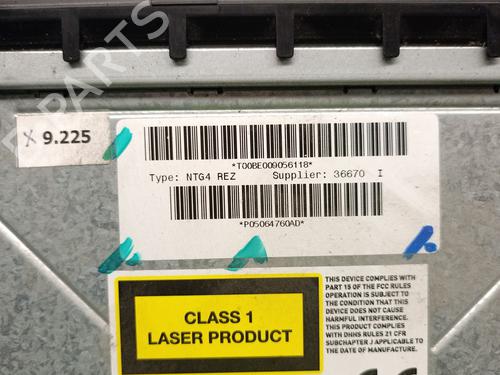 X 9.225
*T00BE009056118*
Type: NTG4 REZ Supplier: 36670 I
*P05064760AD*
CLASS 1
LASER PRODUCT
THIS DEVICE COMPLIES WITH
PART 15 OF THE FCC RULES
OPERATION IS SUBJECT TO
THE CONDITION THAT THIS
DEVICE DOES NOT CAUSE
HARMFUL INTERFERENCE.
THIS PRODUCT COMPLIES
WITH DHHS RULES 21 CFR
SUBCHAPTER J APPLICABLE TO
THE DATE OF MANUFACTURE.